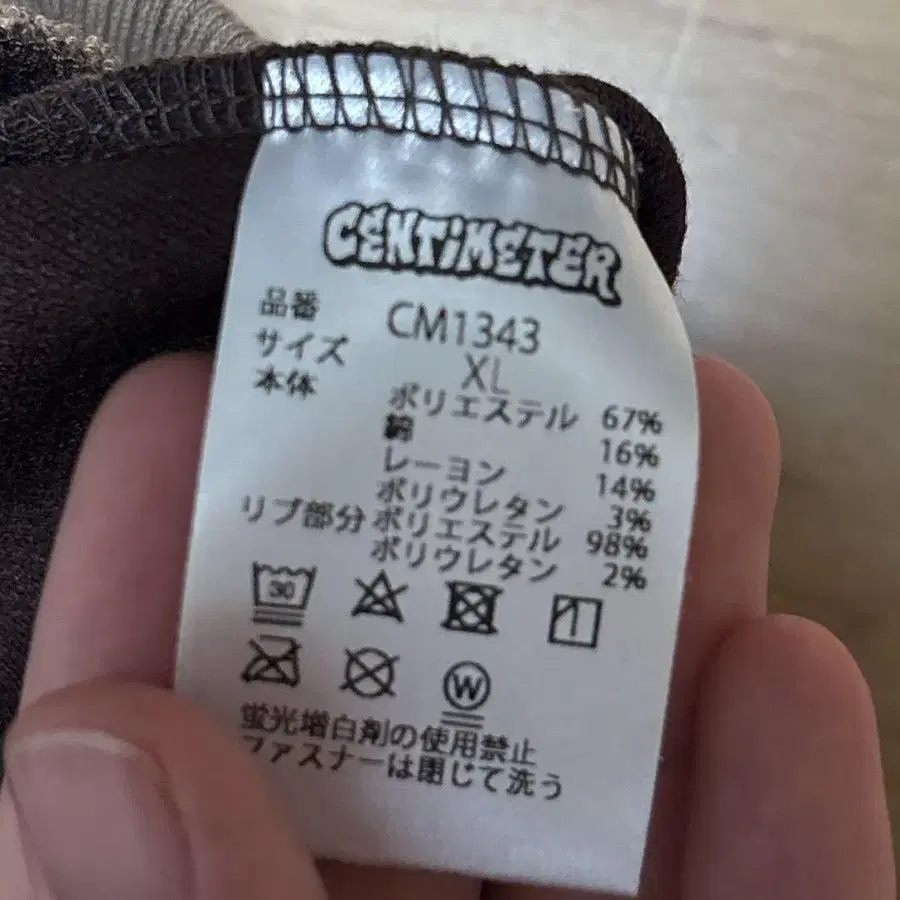 CENTiMETER
品番 CM1343
サイズ XL
本体 ポリエステル 67%
綿 16%
レーヨン 14%
ポリウレタン 3%
リブ部分 ポリエステル 98%
ポリウレタン 2%
30
W
蛍光増白剤の使用禁止
ファスナーは閉じて洗う